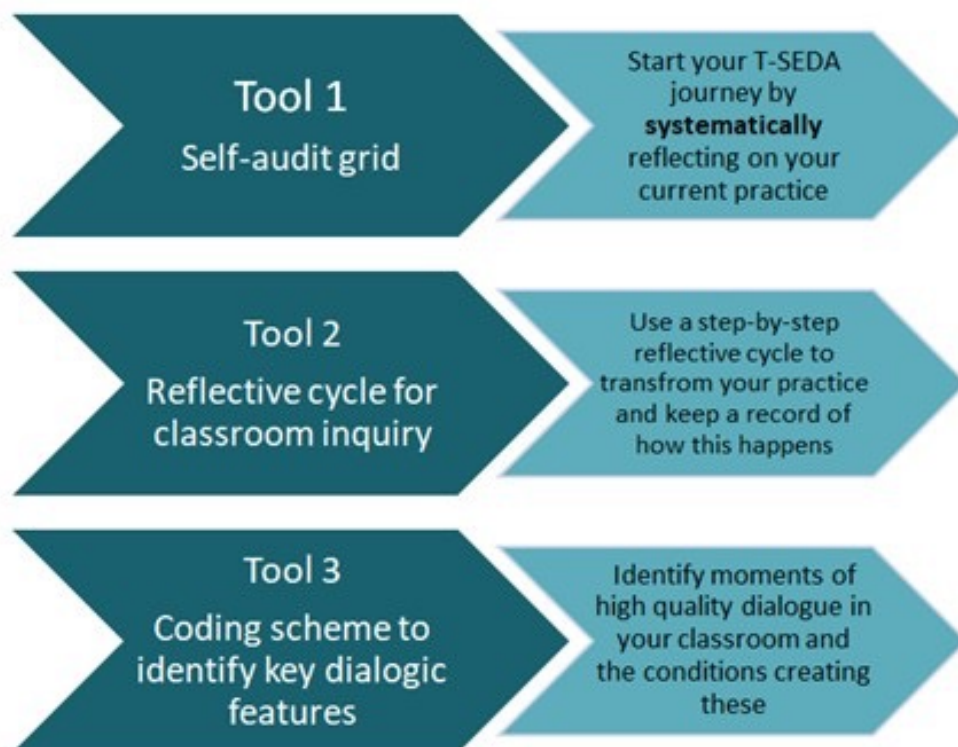 Tool 1
Self-audit grid
Start your T-SEDA
journey by
systematically
reflecting on your
current practice
Tool 2
Reflective cycle for
classroom inquiry
Use a step-by-step
reflective cycle to
transfrom your practice
and keep a record of
how this happens
Tool 3
Coding scheme to
identify key dialogic
features
Identify moments of
high quality dialogue in
your classroom and
the conditions creating
these